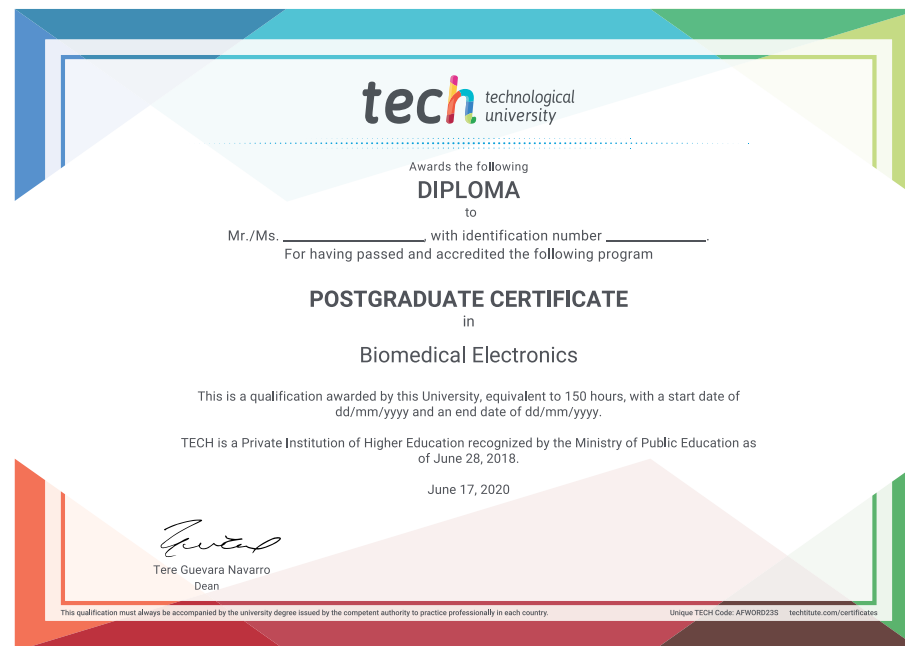 tech technological
university
Awards the following
DIPLOMA
to
Mr./Ms. ____________, with identification number ____________.
For having passed and accredited the following program
POSTGRADUATE CERTIFICATE
in
Biomedical Electronics
This is a qualification awarded by this University, equivalent to 150 hours, with a start date of
dd/mm/yyyy and an end date of dd/mm/yyyy.
TECH is a Private Institution of Higher Education recognized by the Ministry of Public Education as
of June 28, 2018.
June 17, 2020
Tere Guevara Navarro
Dean
This qualification must always be accompanied by the university degree issued by the competent authority to practice professionally in each country. Unique TECH Code: AFWORD23S techtitute.com/certificates